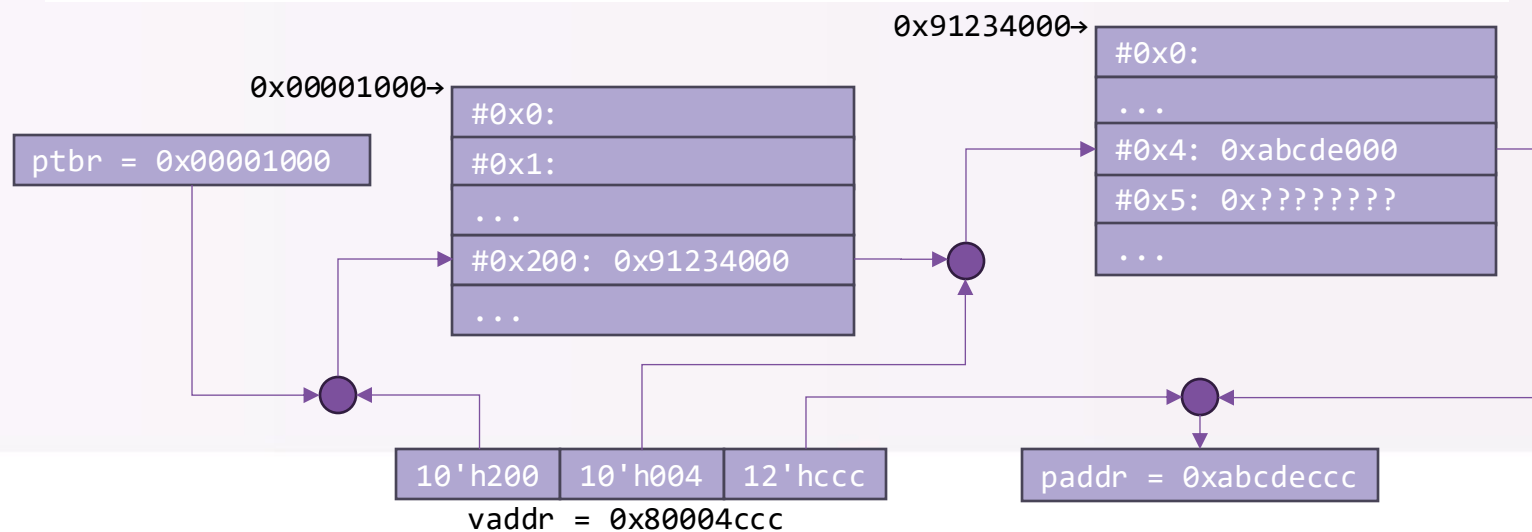 0x91234000→
#0x0:
...
#0x4: 0xabcde000
#0x5: 0x????????
...
0x00001000→
#0x0:
#0x1:
...
#0x200: 0x91234000
...
ptbr = 0x00001000
10'h200 10'h004 12'hccc
vaddr = 0x80004ccc
paddr = 0xabcdeccc